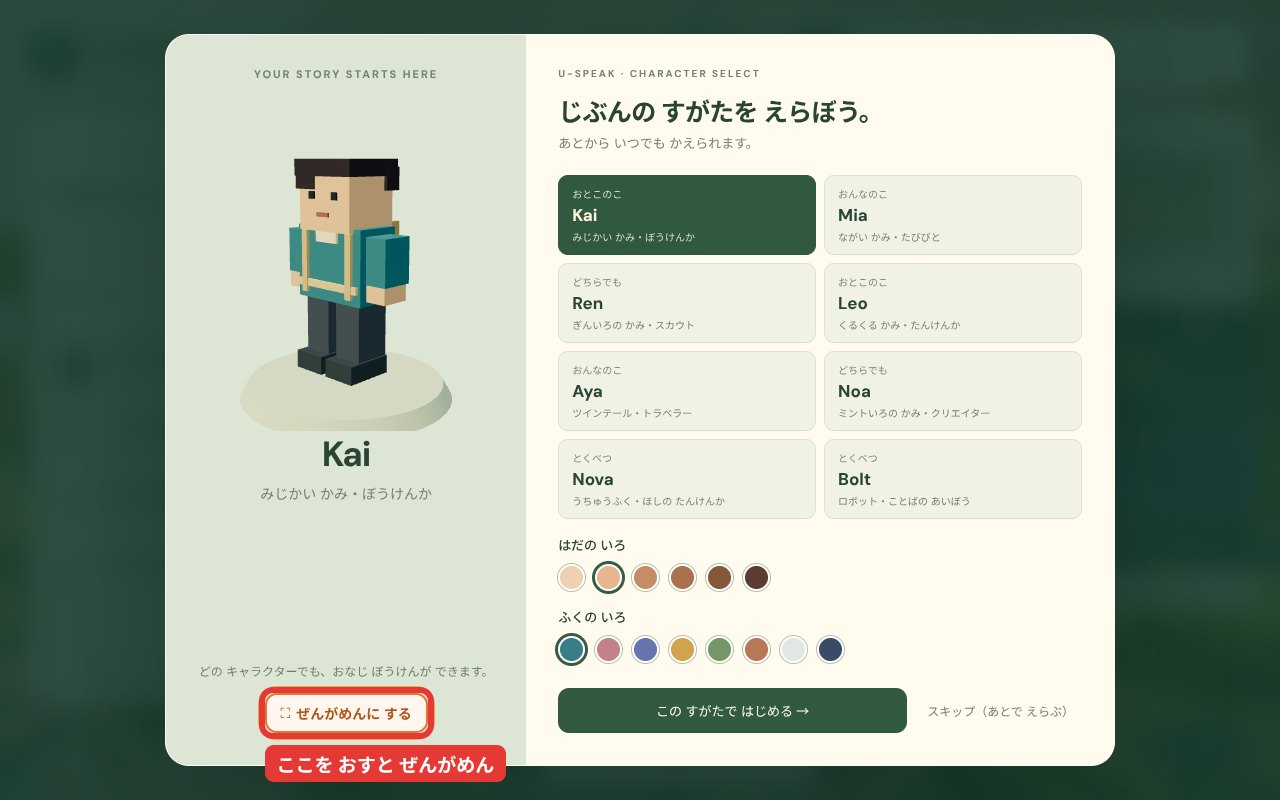 YOUR STORY STARTS HERE
Kai
みじかい かみ・ぼうけんか
どの キャラクターでも、おなじ ぼうけんが できます。
ぜんがめんに する
ここを おすと ぜんがめん
U-SPEAK · CHARACTER SELECT
じぶんの すがたを えらぼう。
あとから いつでも かえられます。
おとこのこ
Kai
みじかい かみ・ぼうけんか
おんなのこ
Mia
ながい かみ・たびびと
どちらでも
Ren
ぎんいろの かみ・スカウト
おとこのこ
Leo
くるくる かみ・たんけんか
おんなのこ
Aya
ツインテール・トラベラー
どちらでも
Noa
ミントいろの かみ・クリエイター
とくべつ
Nova
うちゅうふく・ほしの たんけんか
とくべつ
Bolt
ロボット・ことばの あいぼう
はだの いろ
ふくの いろ
この すがたで はじめる →
スキップ（あとで えらぶ）